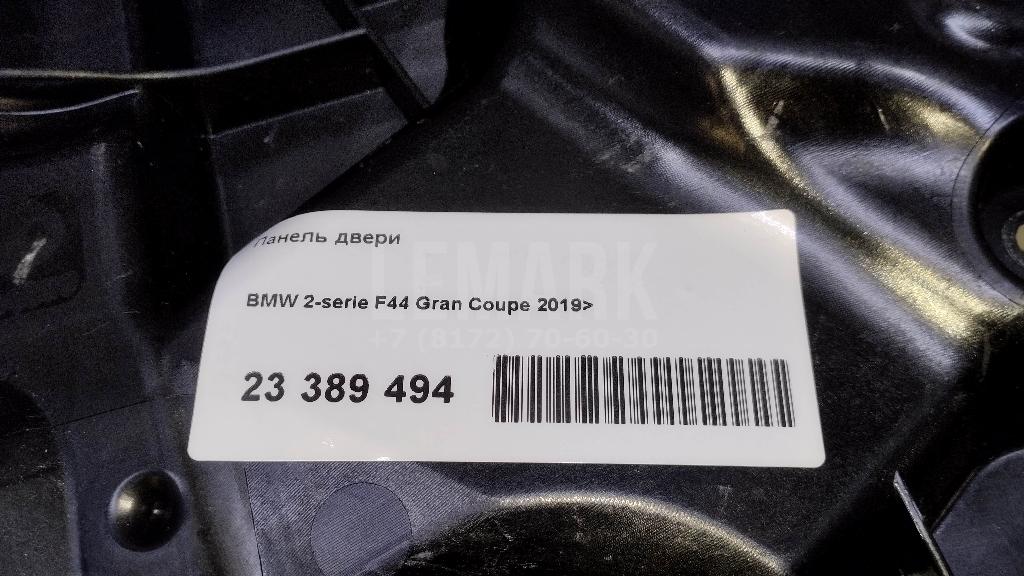 Панель двери
LEMARK
BMW 2-serie F44 Gran Coupe 2019>
+7 (8172) 70-60-30
23 389 494